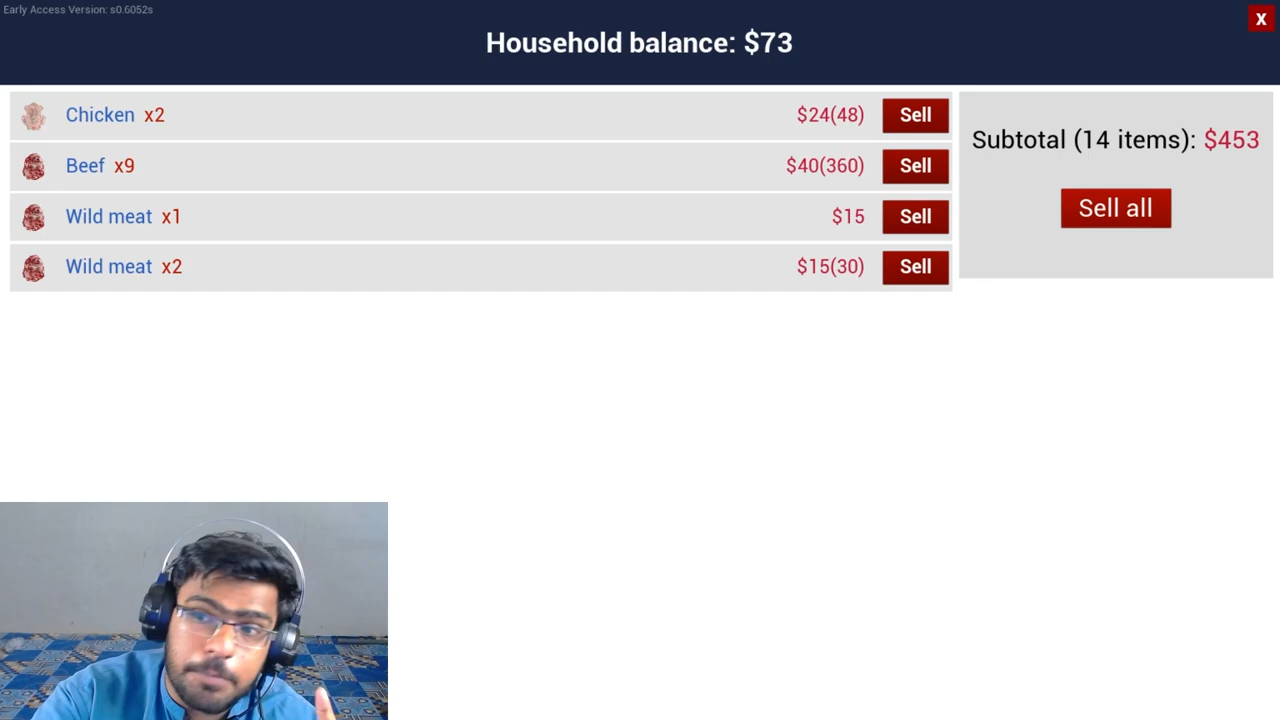 Early Access Version: s0.6052s
X
Household balance: $73
Chicken x2 $24(48) Sell
Beef x9 $40(360) Sell
Wild meat x1 $15 Sell
Wild meat x2 $15(30) Sell
Subtotal (14 items): $453
Sell all